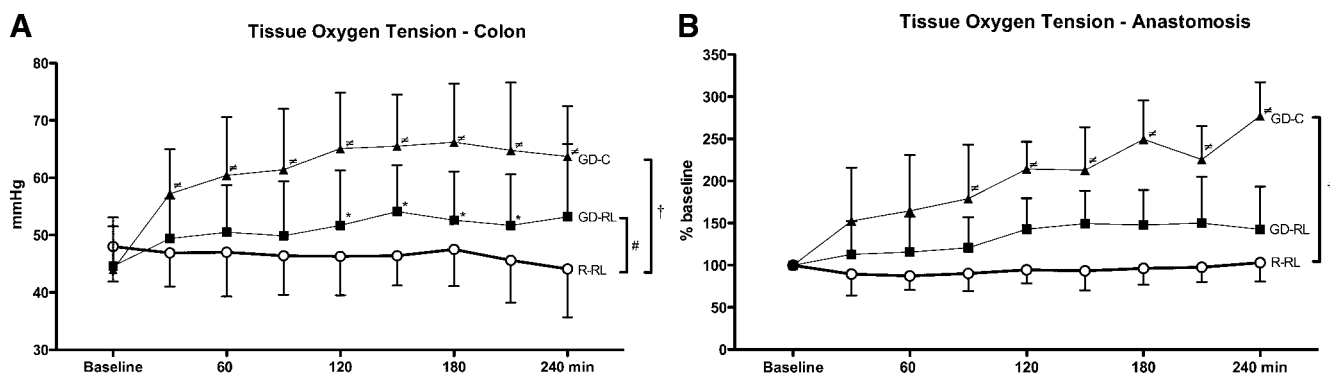 A
Tissue Oxygen Tension - Colon
80
70
60
50
40
30
mmHg
≠
≠
≠
≠
≠
≠
≠
≠
GD-C
*
*
*
*
GD-RL
R-RL
#
†
Baseline
60
120
180
240 min
B
Tissue Oxygen Tension - Anastomosis
350
300
250
200
150
100
50
0
% baseline
≠
≠
≠
≠
≠
≠
GD-C
GD-RL
R-RL
Baseline
60
120
180
240 min